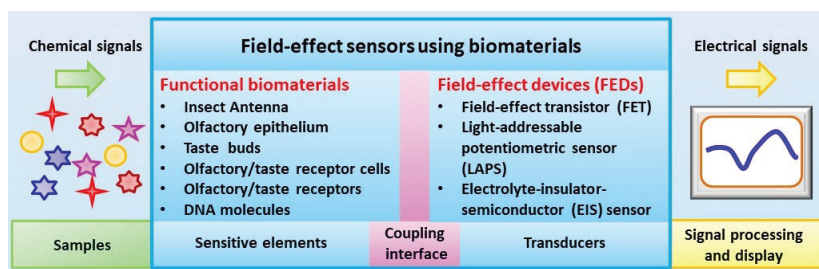 Chemical signals
Field-effect sensors using biomaterials
Electrical signals
Functional biomaterials
• Insect Antenna
• Olfactory epithelium
• Taste buds
• Olfactory/taste receptor cells
• Olfactory/taste receptors
• DNA molecules
Field-effect devices (FEDs)
• Field-effect transistor (FET)
• Light-addressable
potentiometric sensor
(LAPS)
• Electrolyte-insulator-
semiconductor (EIS) sensor
Samples
Sensitive elements
Coupling
interface
Transducers
Signal processing
and display